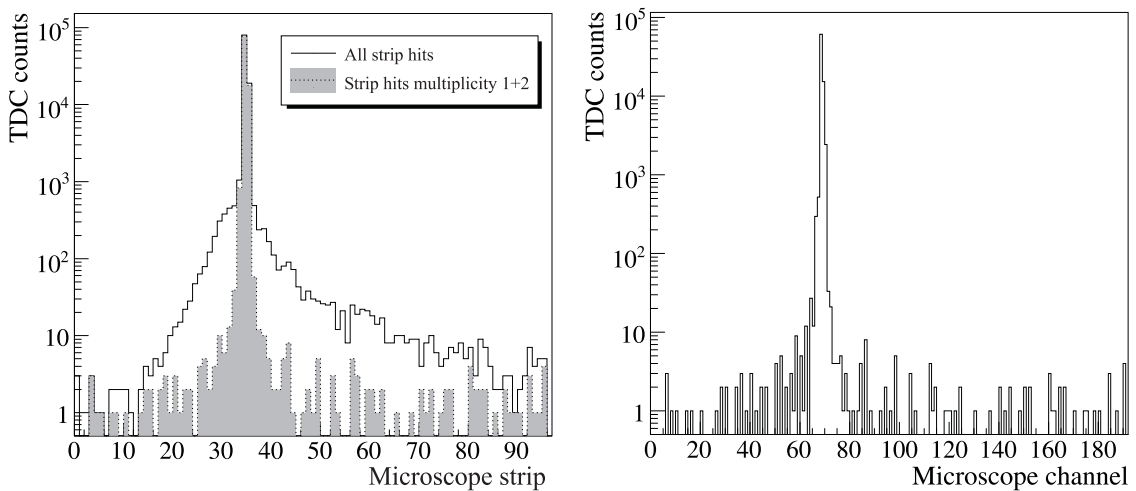 TDC counts
10^5
10^4
10^3
10^2
10
1
All strip hits
Strip hits multiplicity 1+2
0 10 20 30 40 50 60 70 80 90
Microscope strip
TDC counts
10^5
10^4
10^3
10^2
10
1
0 20 40 60 80 100 120 140 160 180
Microscope channel